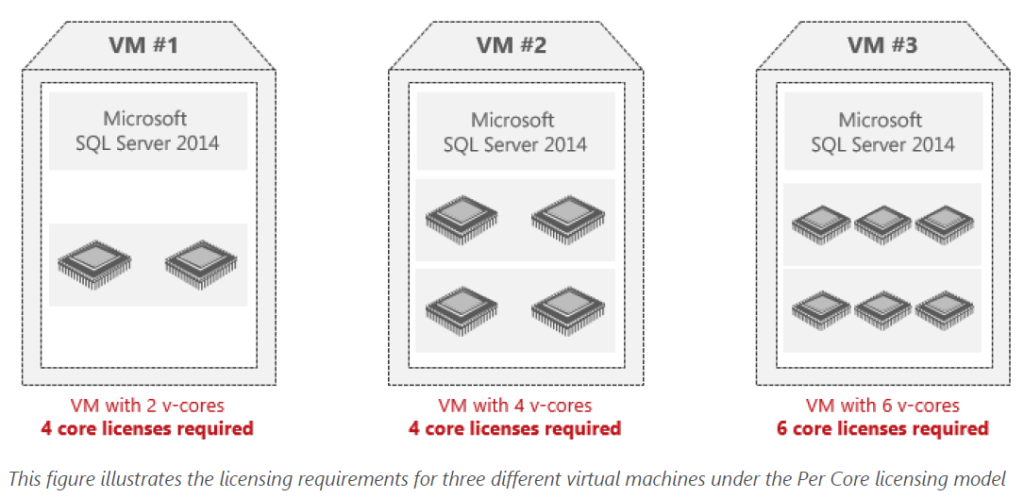 VM #1
Microsoft
SQL Server 2014
VM with 2 v-cores
4 core licenses required
VM #2
Microsoft
SQL Server 2014
VM with 4 v-cores
4 core licenses required
VM #3
Microsoft
SQL Server 2014
VM with 6 v-cores
6 core licenses required
This figure illustrates the licensing requirements for three different virtual machines under the Per Core licensing model